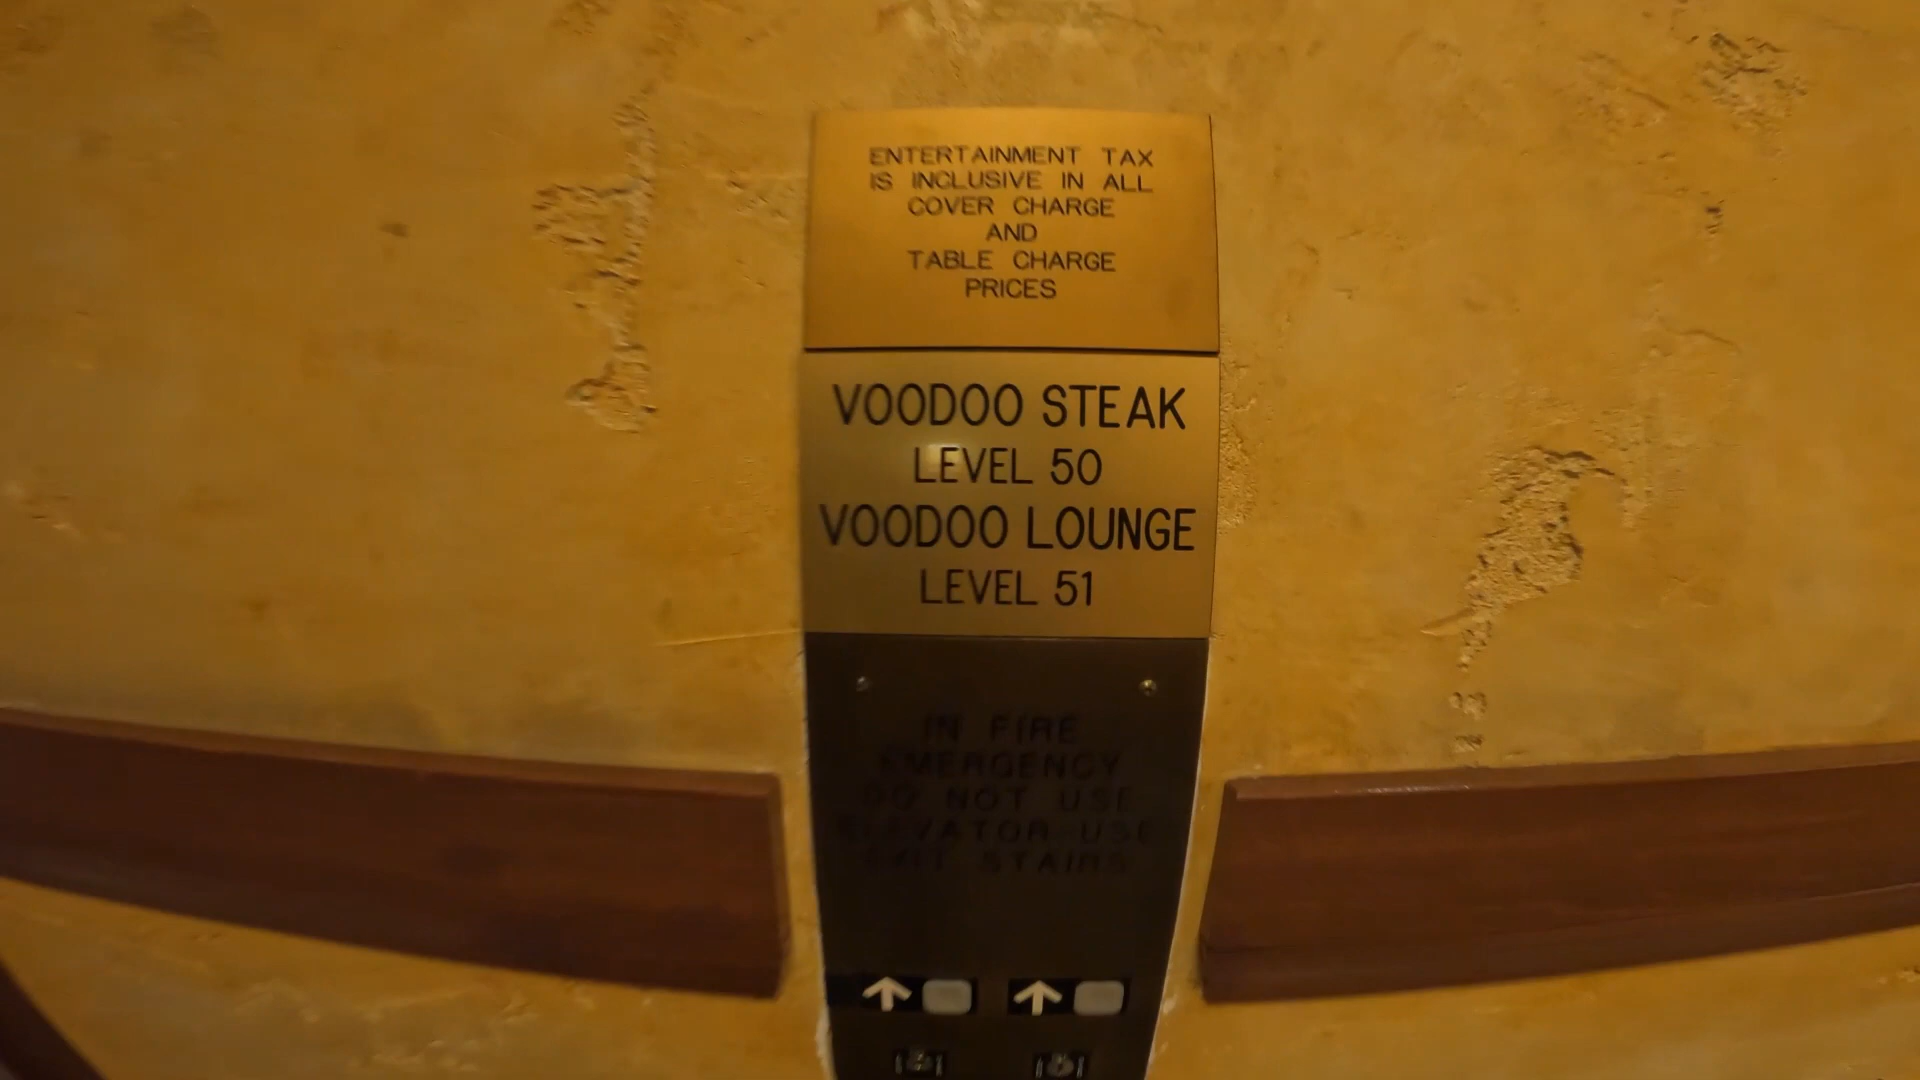 ENTERTAINMENT TAX
IS INCLUSIVE IN ALL
COVER CHARGE
AND
TABLE CHARGE
PRICES
VOODOO STEAK
LEVEL 50
VOODOO LOUNGE
LEVEL 51
IN FIRE
EMERGENCY
DO NOT USE
ELEVATOR USE
EXIT STAIRS